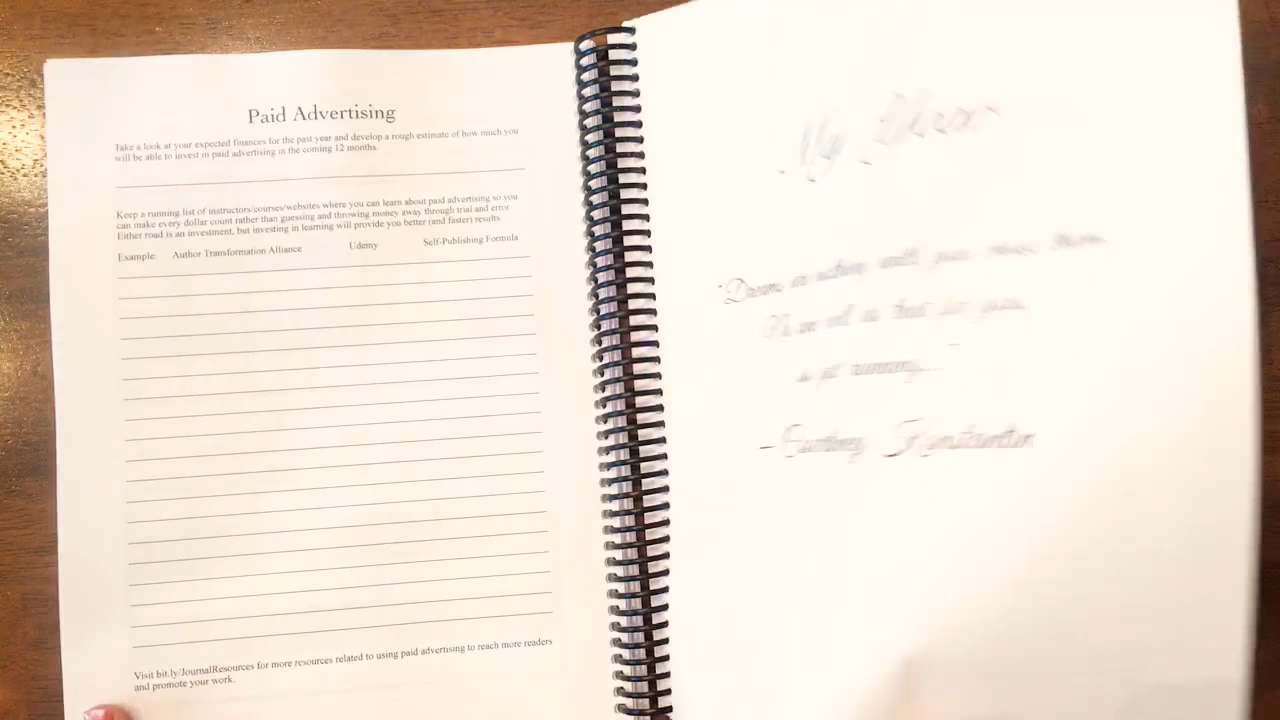 Paid Advertising
Take a look at your expected finances for the past year and develop a rough estimate of how much you
will be able to invest in paid advertising in the coming 12 months.
Keep a running list of instructors/courses/websites where you can learn about paid advertising so you
can make every dollar count rather than guessing and throwing money away through trial and error.
Either road is an investment, but investing in learning will provide you better (and faster) results.
Example: Author Transformation Alliance Udemy Self-Publishing Formula
Visit bit.ly/JournalResources for more resources related to using paid advertising to reach more readers
and promote your work.
My
running